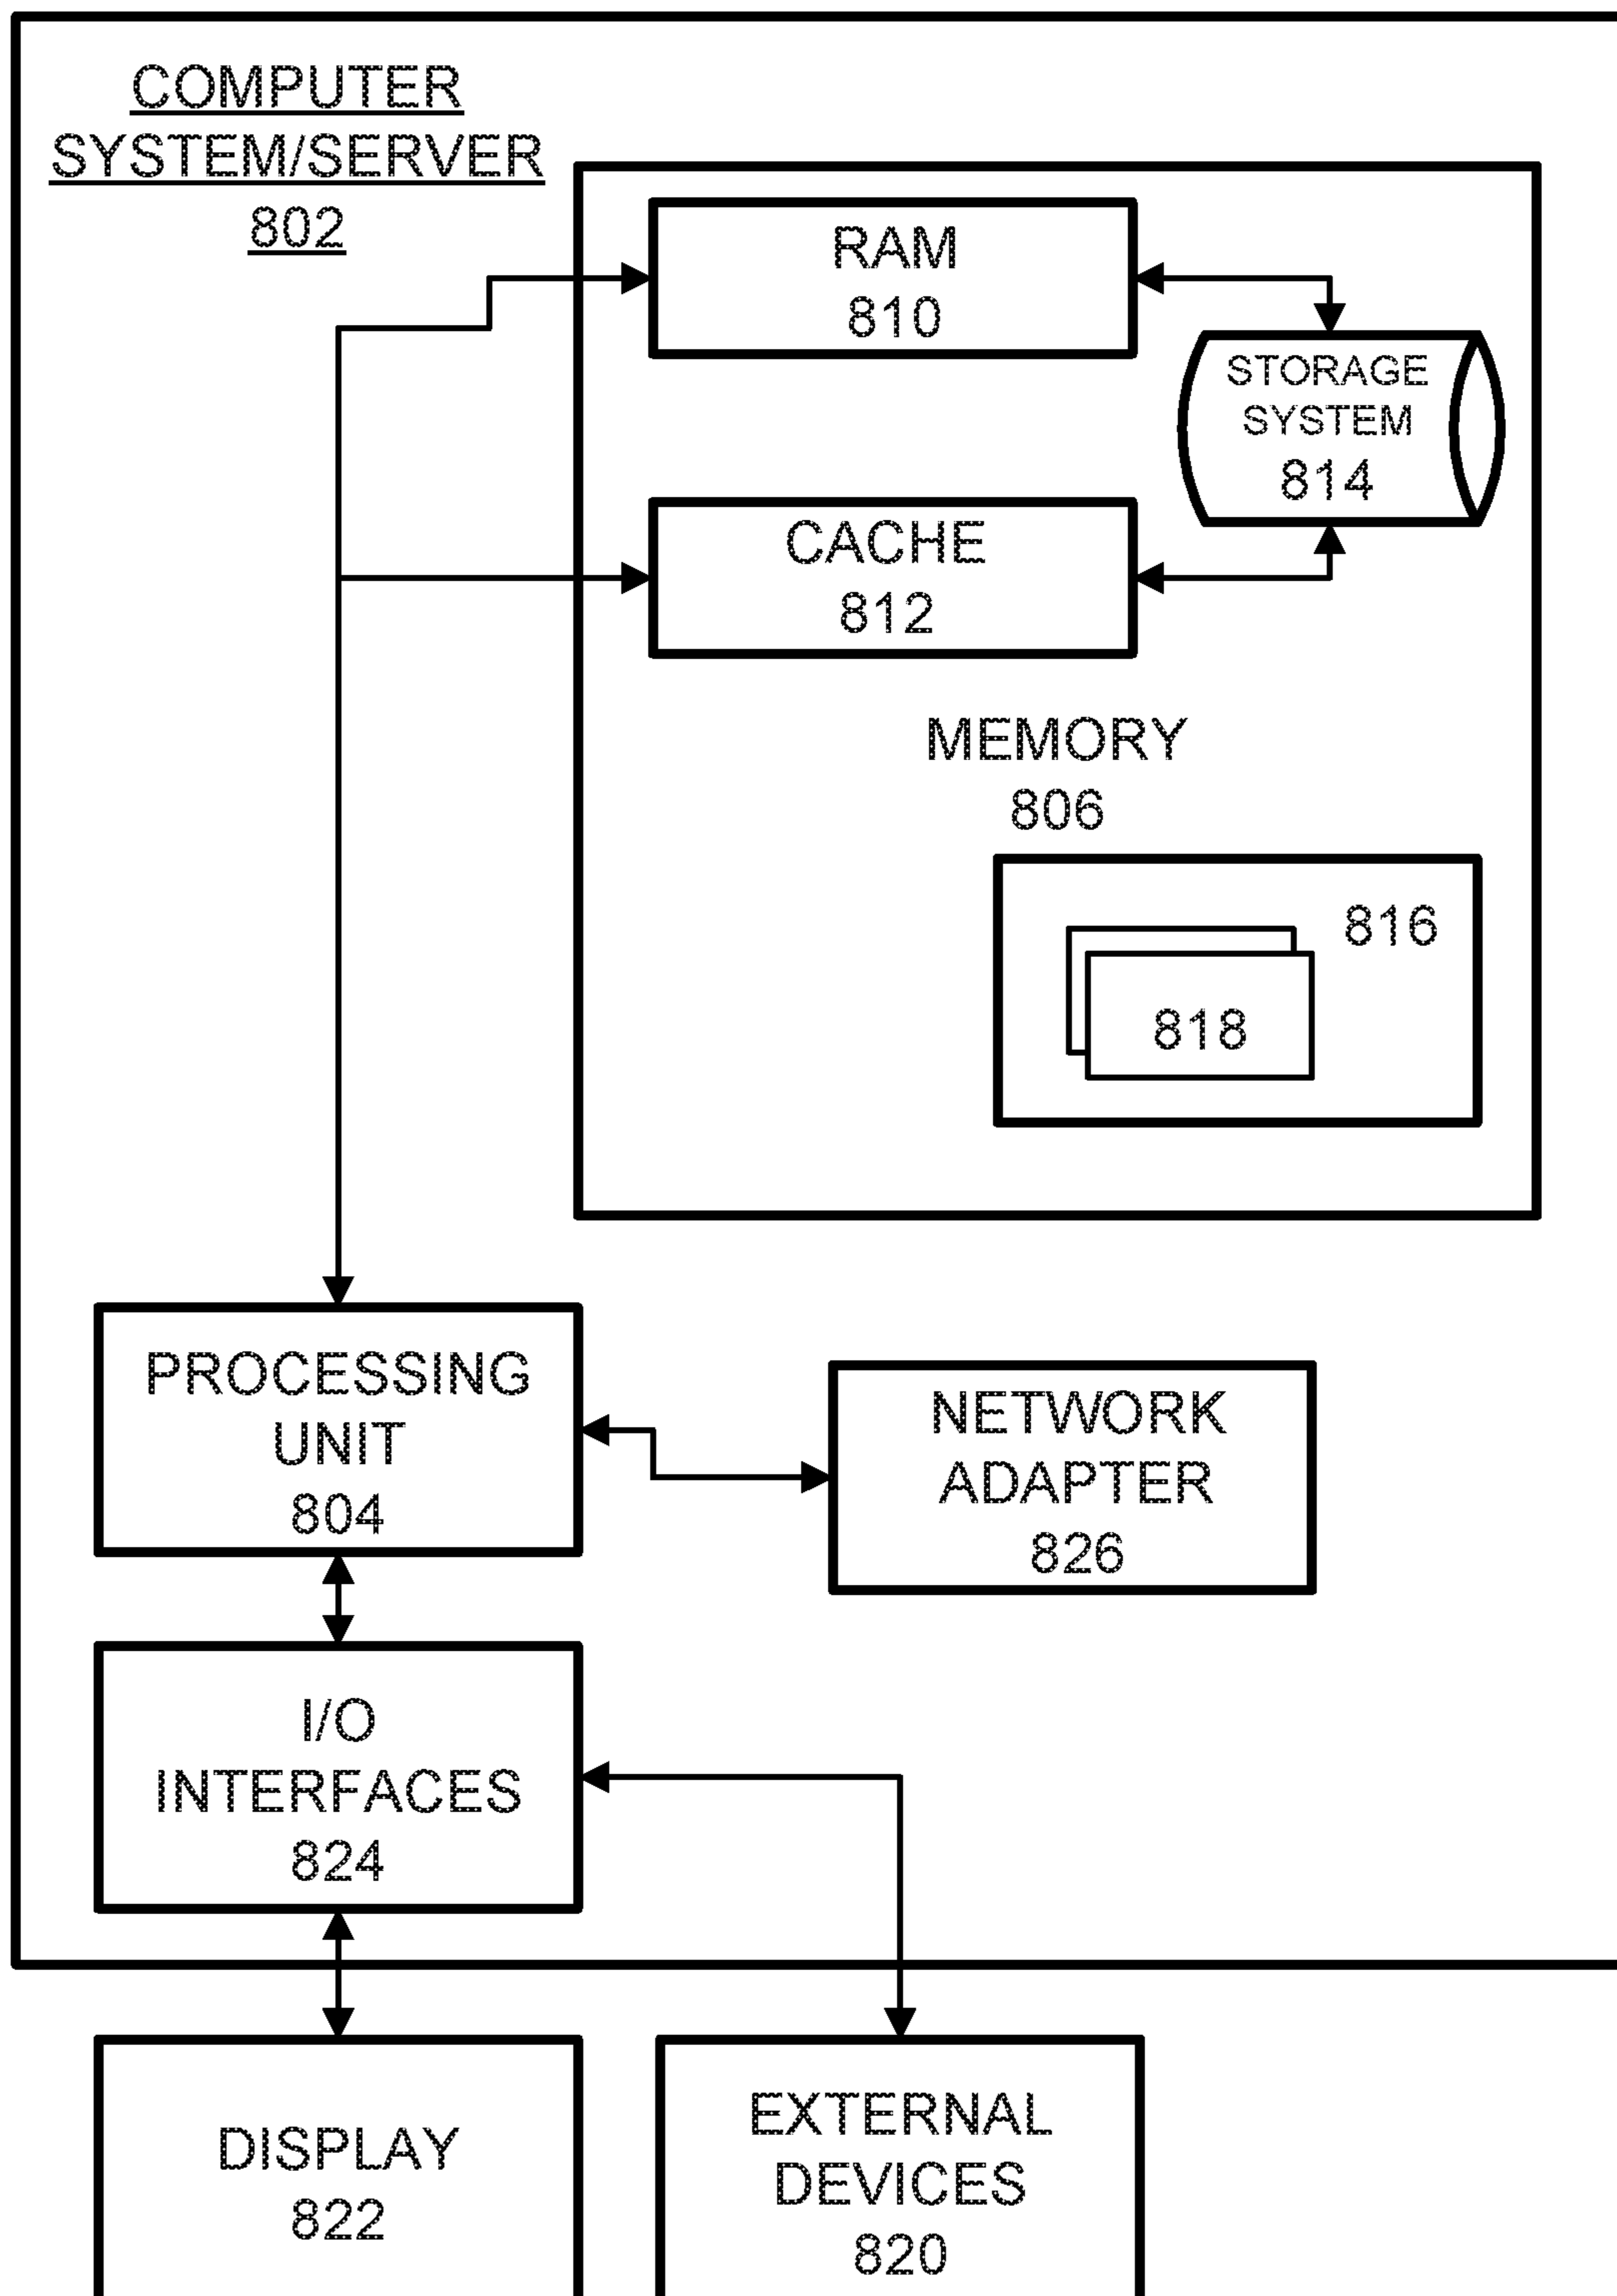 COMPUTER
SYSTEM/SERVER
802
RAM
810
STORAGE
SYSTEM
814
CACHE
812
MEMORY
806
816
818
PROCESSING
UNIT
804
NETWORK
ADAPTER
826
I/O
INTERFACES
824
DISPLAY
822
EXTERNAL
DEVICES
820